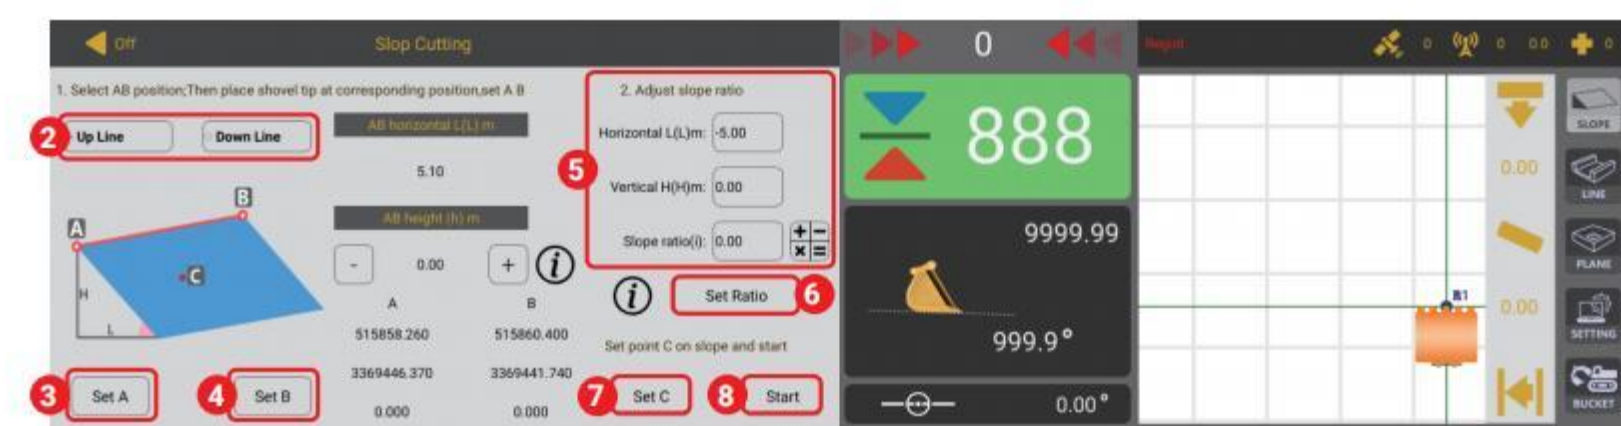 Off
Slop Cutting
0
0
0 0.0
0
1. Select AB position;Then place shovel tip at corresponding position,set A B
2. Adjust slope ratio
2
Up Line
Down Line
AB horizontal L(L) m
5.10
5
Horizontal L(L)m: -5.00
Vertical H(H)m: 0.00
Slope ratio(i): 0.00
+ - × =
A
B
C
H
L
AB height (h) m
-
0.00
+
i
A
B
515858.260
515860.400
3369446.370
3369441.740
0.000
0.000
i
Set Ratio
6
Set point C on slope and start
3
Set A
4
Set B
7
Set C
8
Start
888
9999.99
999.9°
0.00°
0.00
0.00
B1
SLOPE
LINE
PLANE
SETTING
BUCKET